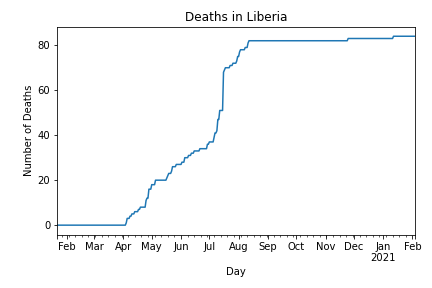 Deaths in Liberia
Number of Deaths
80
60
40
20
0
Feb Mar Apr May Jun Jul Aug Sep Oct Nov Dec Jan Feb
2021
Day